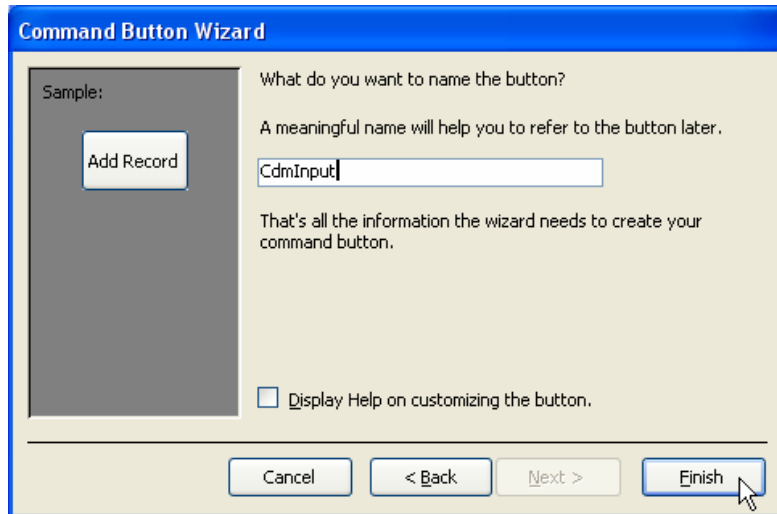 Command Button Wizard
Sample:
Add Record
What do you want to name the button?
A meaningful name will help you to refer to the button later.
CdmInput
That's all the information the wizard needs to create your
command button.
Display Help on customizing the button.
Cancel
< Back
Next >
Finish